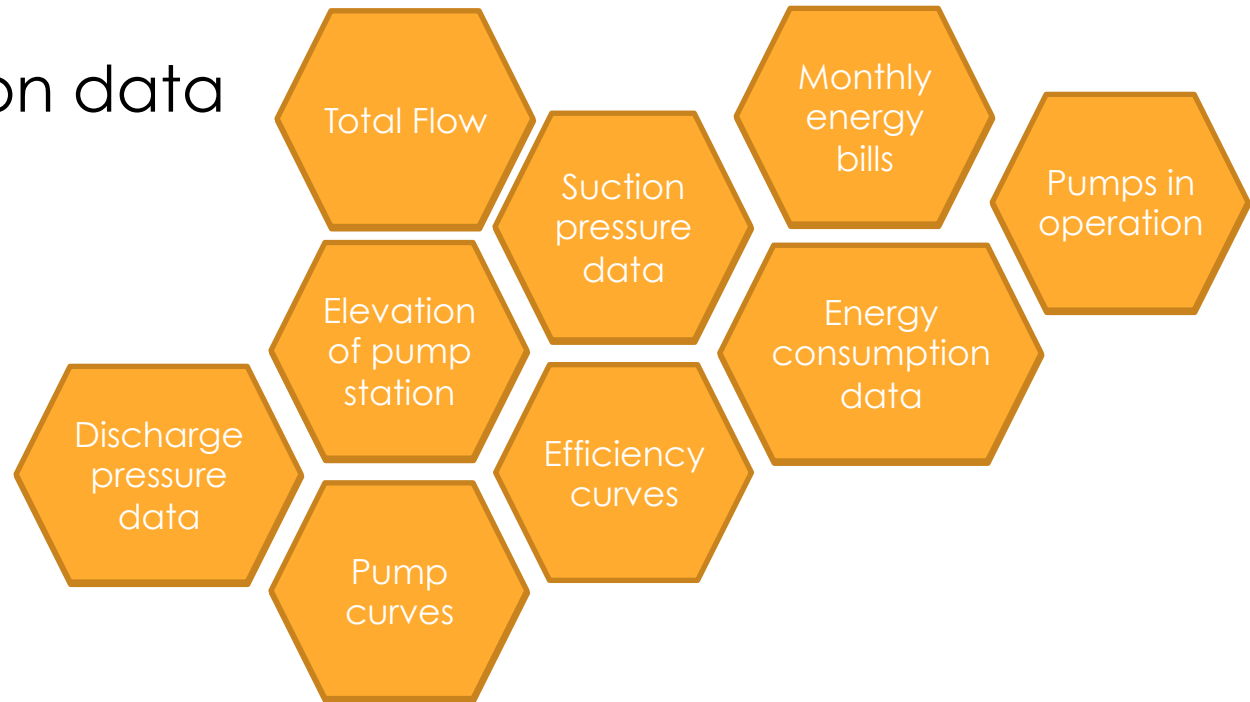 on data
Total Flow
Monthly
energy
bills
Suction
pressure
data
Pumps in
operation
Elevation
of pump
station
Energy
consumption
data
Discharge
pressure
data
Efficiency
curves
Pump
curves